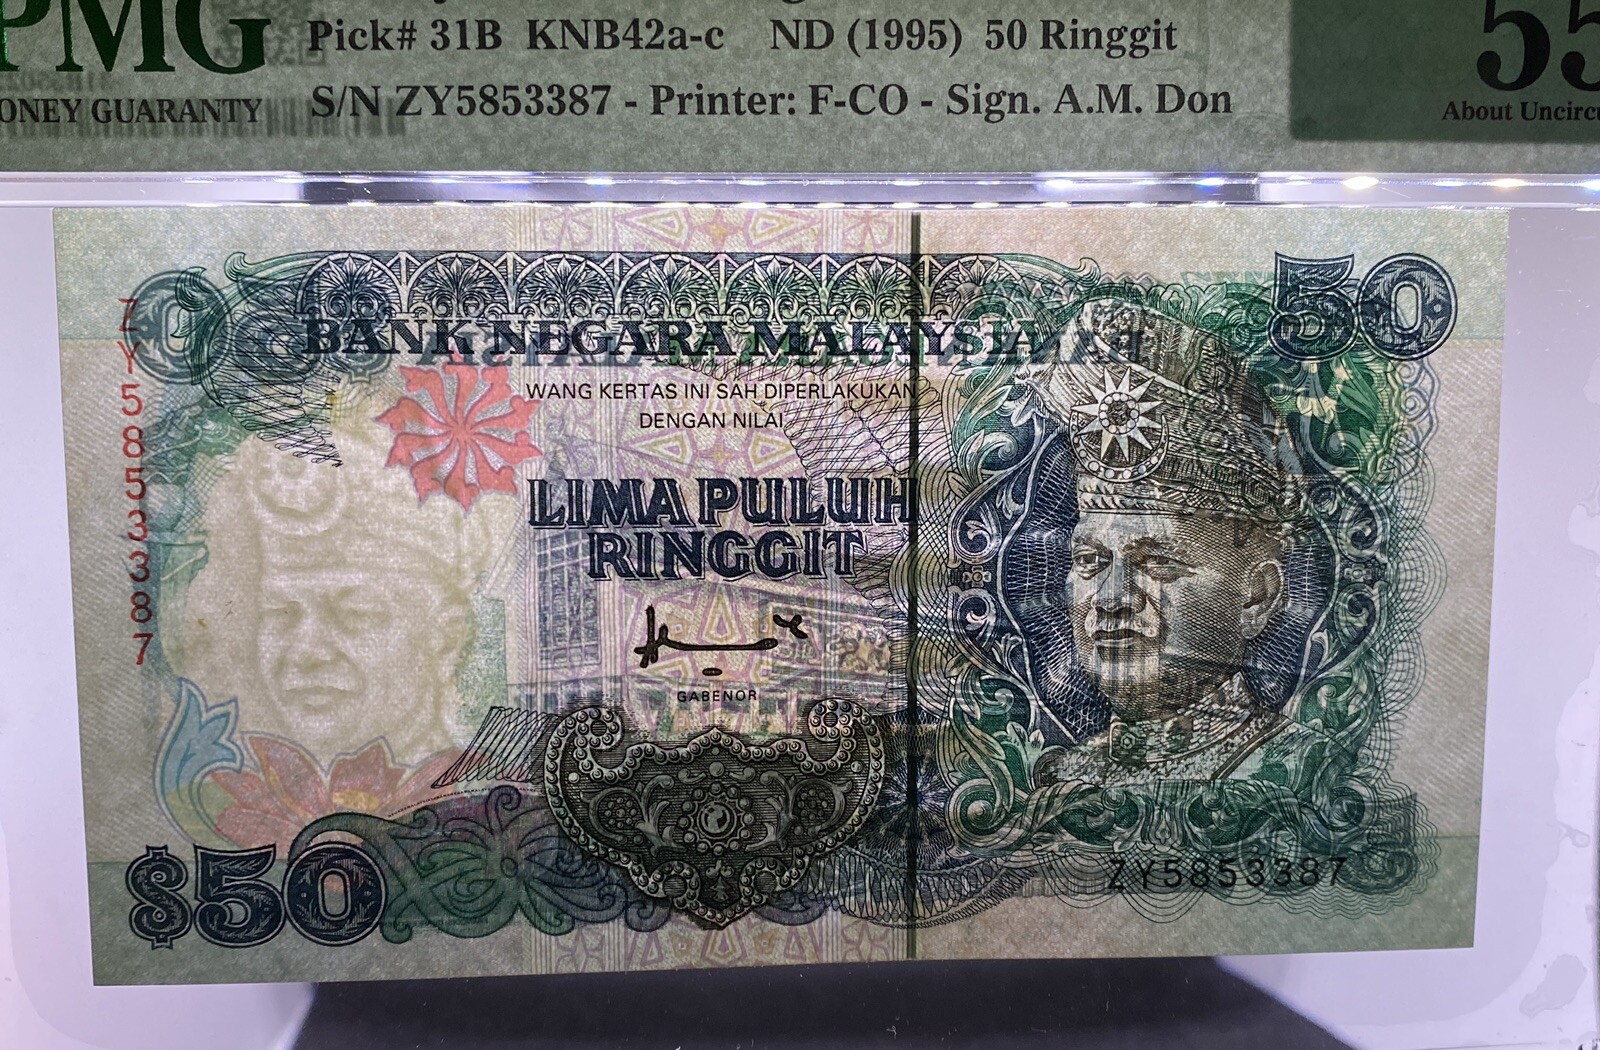 PMG
Pick# 31B KNB42a-c ND (1995) 50 Ringgit
S/N ZY5853387 - Printer: F-CO - Sign. A.M. Don
ONEY GUARANTY
55
About Uncircu
50
BANK NEGARA MALAYSIA
WANG KERTAS INI SAH DIPERLAKUKAN
DENGAN NILAI
LIMA PULUH
RINGGIT
GABENOR
ZY5853387
$50
ZY5853387